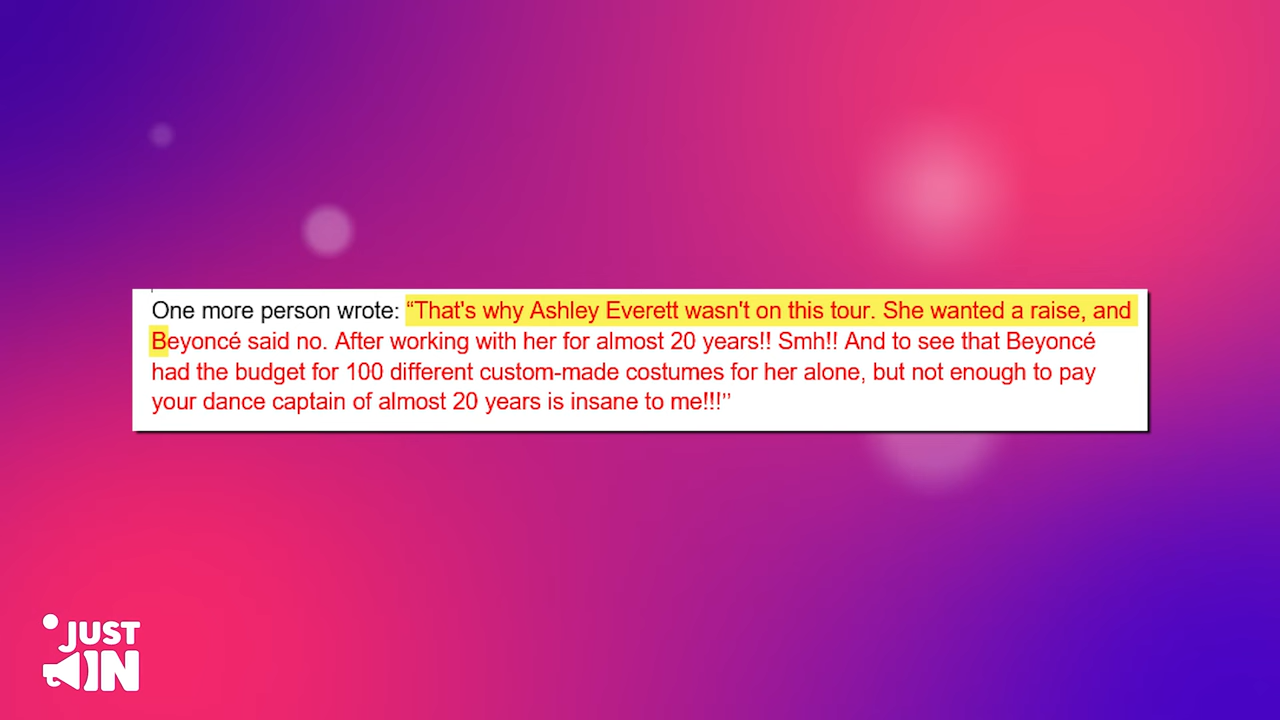 One more person wrote: “That's why Ashley Everett wasn't on this tour. She wanted a raise, and
Beyoncé said no. After working with her for almost 20 years!! Smh!! And to see that Beyoncé
had the budget for 100 different custom-made costumes for her alone, but not enough to pay
your dance captain of almost 20 years is insane to me!!!’’
JUST
IN